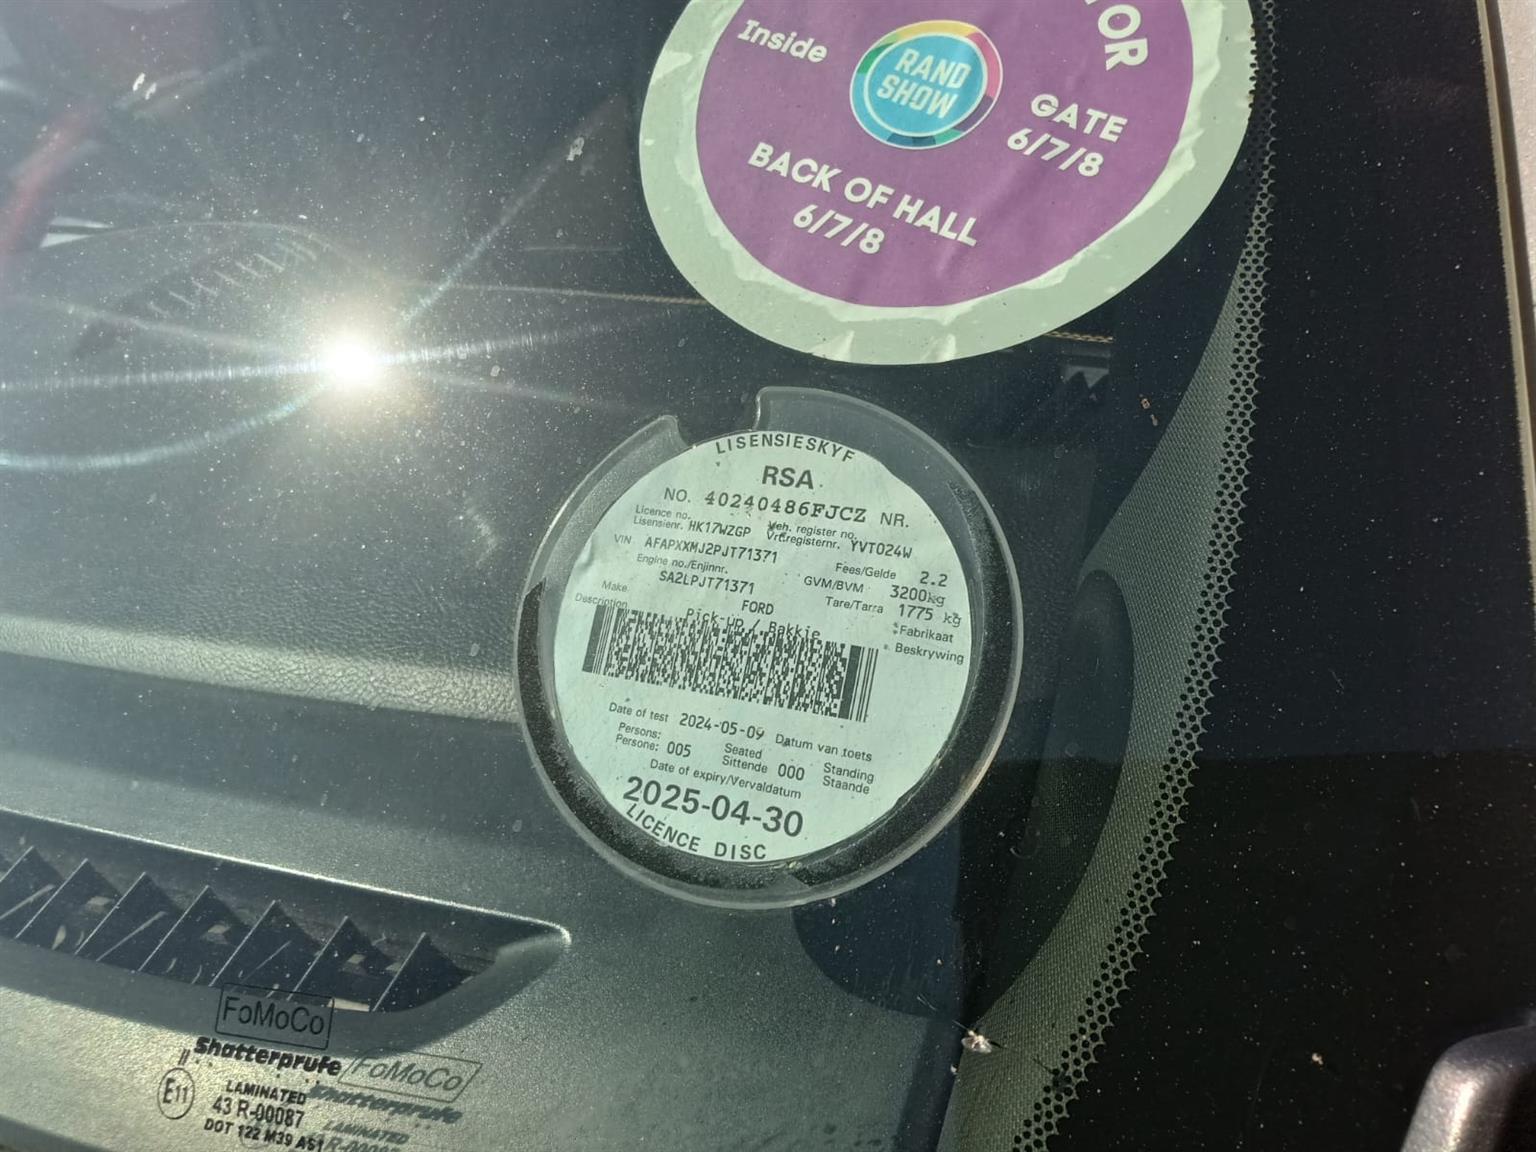 TOR
Inside
RAND
SHOW
GATE
6/7/8
BACK OF HALL
6/7/8
LISENSIESKYF
RSA
NO. 40240486FJCZ NR.
Licence no.
Lisensienr. HK17WZGP
Veh. register no.
Vrt.registernr. YVT024W
VIN AFAPXXMJ2PJT71371
Fees/Gelde 2.2
Engine no./Enjinnr.
SA2LPJT71371
GVM/BVM 3200kg
Tare/Tarra 1775 kg
Make FORD Fabrikaat
Description Pick-up / Bakkie Beskrywing
Date of test 2024-05-09 Datum van toets
Persons:
Persone: 005
Seated
Sittende 000
Standing
Staande
Date of expiry/Vervaldatum
2025-04-30
LICENCE DISC
FoMoCo
Shatterprufe
E11
LAMINATED
43 R-00087
DOT 122 M39 AS1
FoMoCo
Shatterprufe
LAMINATED